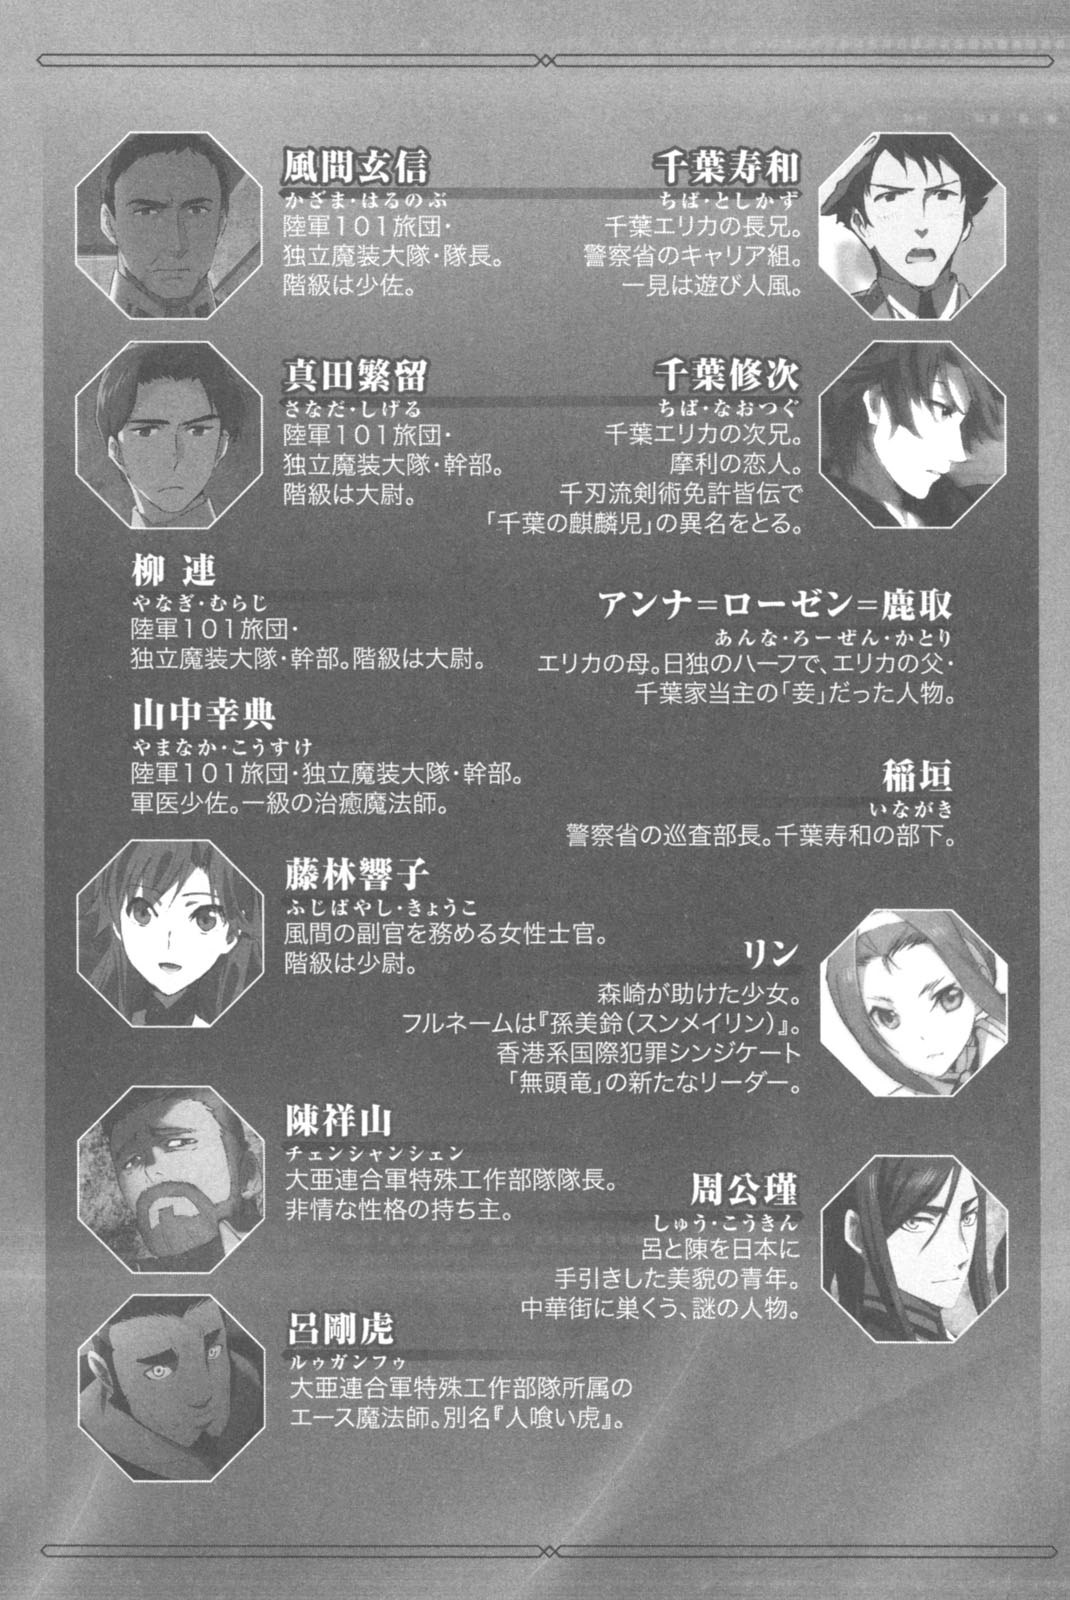 風間玄信
かざま・はるのぶ
陸軍101旅団・
独立魔装大隊・隊長。
階級は少佐。
真田繁留
さなだ・しげる
陸軍101旅団・
独立魔装大隊・幹部。
階級は大尉。
柳 連
やなぎ・むらじ
陸軍101旅団・
独立魔装大隊・幹部。階級は大尉。
山中幸典
やまなか・こうすけ
陸軍101旅団・独立魔装大隊・幹部。
軍医少佐。一級の治癒魔法師。
藤林響子
ふじばやし・きょうこ
風間の副官を務める女性士官。
階級は少尉。
陳祥山
チェンシャンシェン
大亜連合軍特殊工作部隊隊長。
非情な性格の持ち主。
呂剛虎
ルゥガンフゥ
大亜連合軍特殊工作部隊所属の
エース魔法師。別名『人喰い虎』。
千葉寿和
ちば・としかず
千葉エリカの長兄。
警察省のキャリア組。
一見は遊び人風。
千葉修次
ちば・なおつぐ
千葉エリカの次兄。
摩利の恋人。
千刃流剣術免許皆伝で
「千葉の麒麟児」の異名をとる。
アンナ＝ローゼン＝鹿取
あんな・ろーぜん・かとり
エリカの母。日独のハーフで、エリカの父・
千葉家当主の「妾」だった人物。
稲垣
いながき
警察省の巡査部長。千葉寿和の部下。
リン
森崎が助けた少女。
フルネームは『孫美鈴（スンメイリン）』。
香港系国際犯罪シンジケート
「無頭竜」の新たなリーダー。
周公瑾
しゅう・こうきん
呂と陳を日本に
手引きした美貌の青年。
中華街に巣くう、謎の人物。